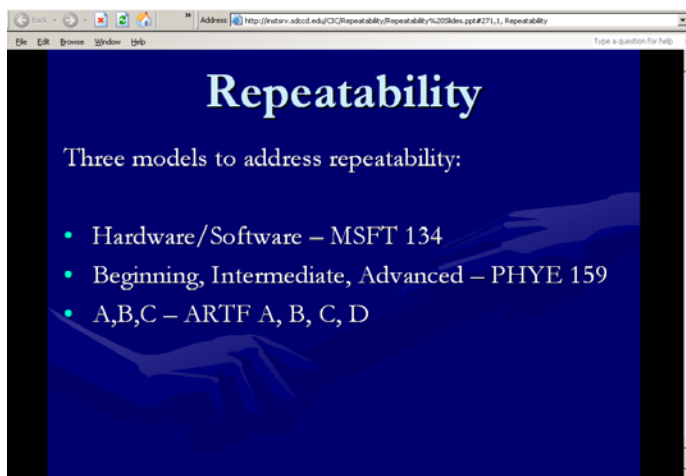 Back
» Address http://instsrv.sdccd.edu/CIC/Repeatability/Repeatability%20Slides.ppt#271,1, Repeatability
File Edit Browse Window Help Type a question for help
Repeatability
Three models to address repeatability:
• Hardware/Software – MSFT 134
• Beginning, Intermediate, Advanced – PHYE 159
• A,B,C – ARTF A, B, C, D